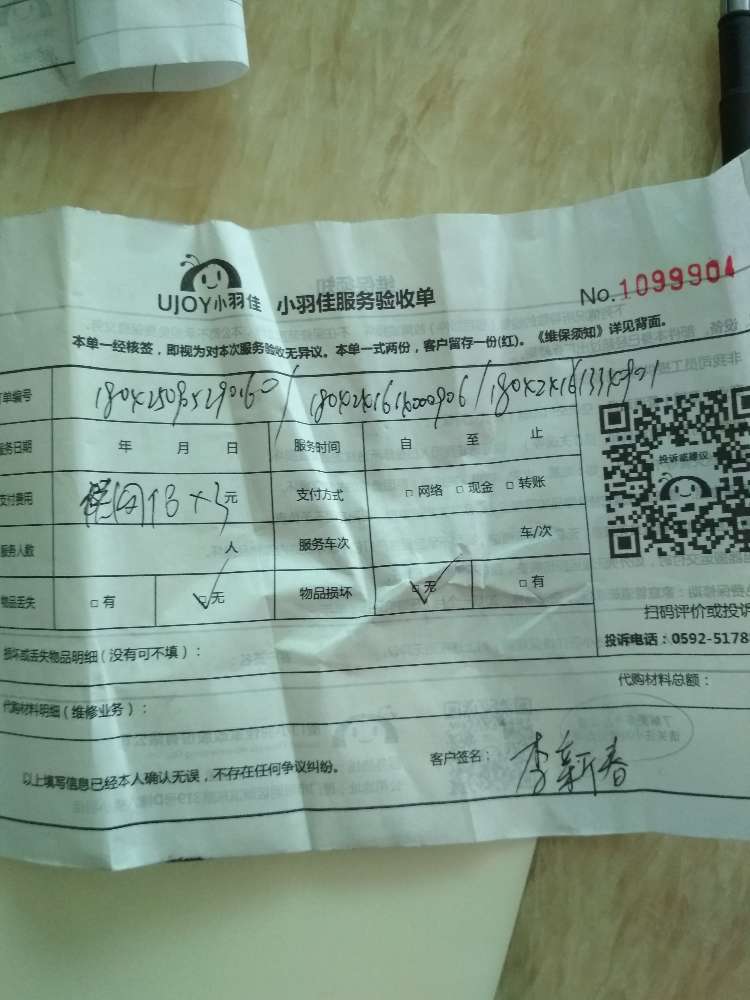 UJOY小羽佳 小羽佳服务验收单 No.1099904
本单一经核签，即视为对本次服务验收无异议。本单一式两份，客户留存一份(红)。《维保须知》详见背面。
订单编号
服务日期 年 月 日 服务时间 自 至 止
支付费用 元 支付方式 □网络 □现金 □转账
服务人数 人 服务车次 车/次
物品丢失 □有 □无 物品损坏 □无 □有
投诉或建议
扫码评价或投诉
投诉电话：0592-5178
损坏或丢失物品明细（没有可不填）：
代购材料明细（维修业务）： 代购材料总额：
以上填写信息已经本人确认无误，不存在任何争议纠纷。 客户签名： 李新春